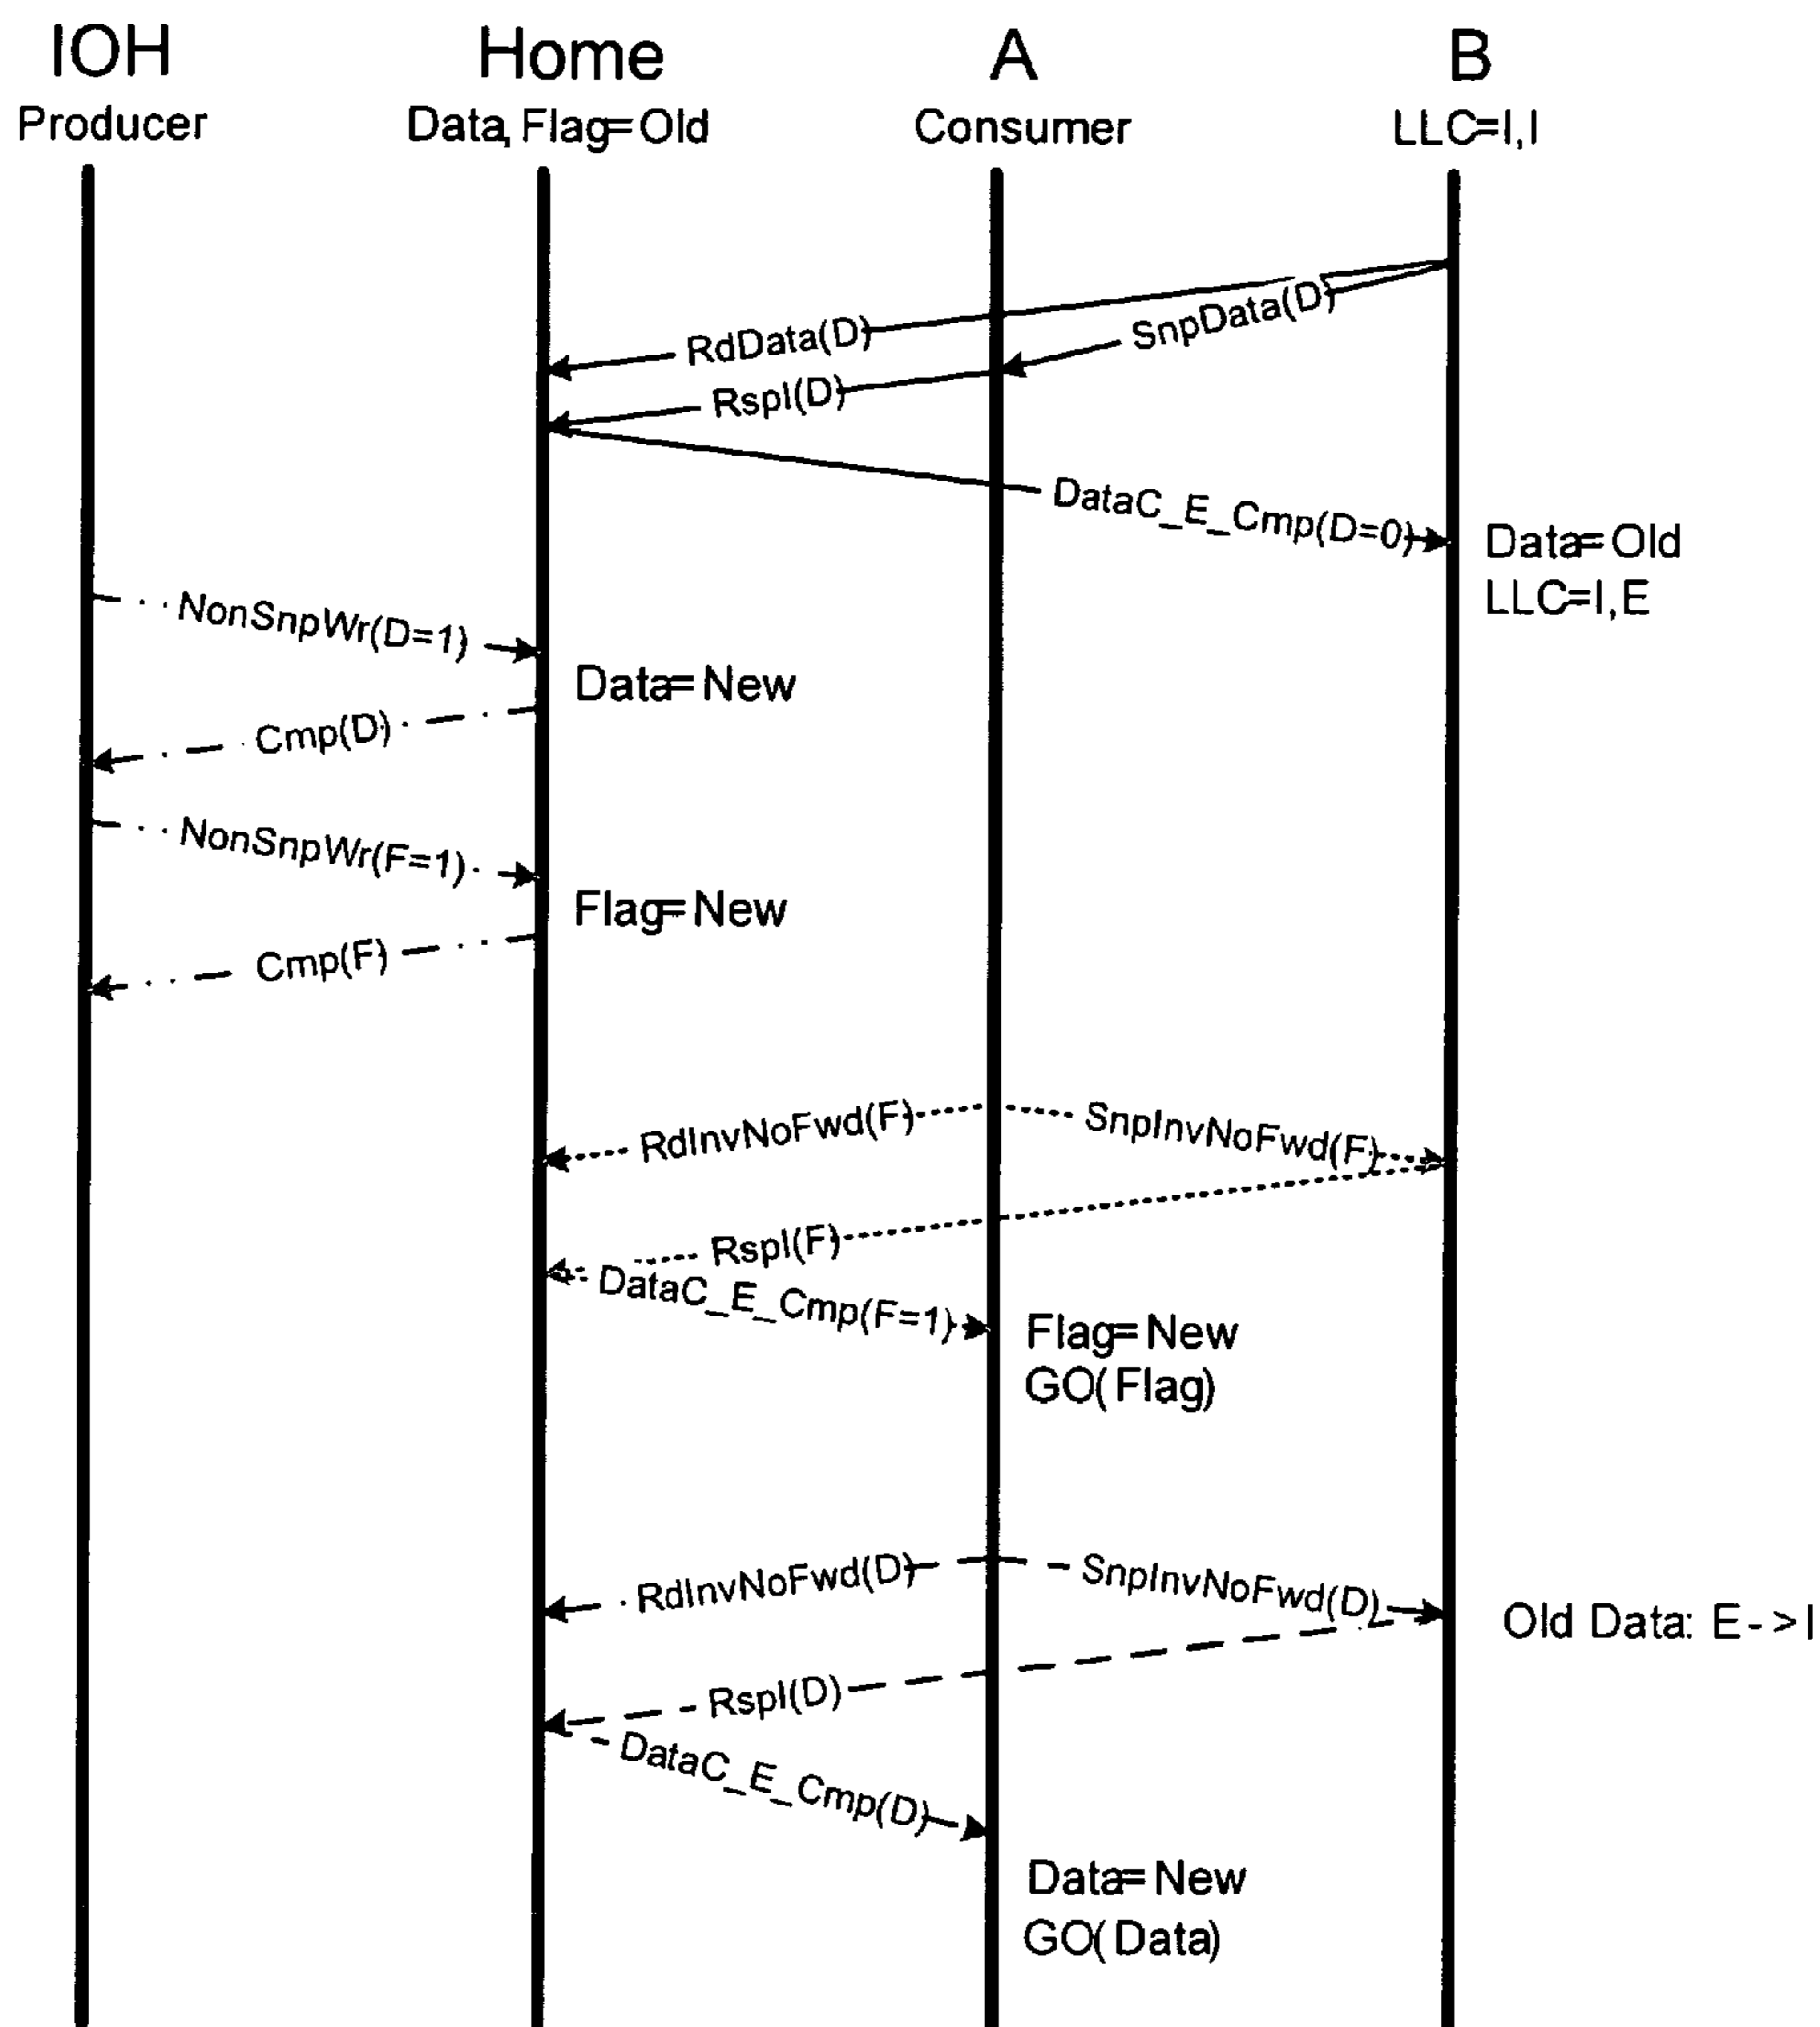 IOH
Producer
Home
Data, Flag=Old
A
Consumer
B
LLC=I,I
RdData(D)
SnpData(D)
RspI(D)
DataC_E_Cmp(D=0)
Data=Old
LLC=I,E
NonSnpWr(D=1)
Data=New
Cmp(D)
NonSnpWr(F=1)
Flag=New
Cmp(F)
RdInvNoFwd(F)
SnpInvNoFwd(F)
RspI(F)
DataC_E_Cmp(F=1)
Flag=New
GO(Flag)
RdInvNoFwd(D)
SnpInvNoFwd(D)
Old Data: E->I
RspI(D)
DataC_E_Cmp(D)
Data=New
GO(Data)